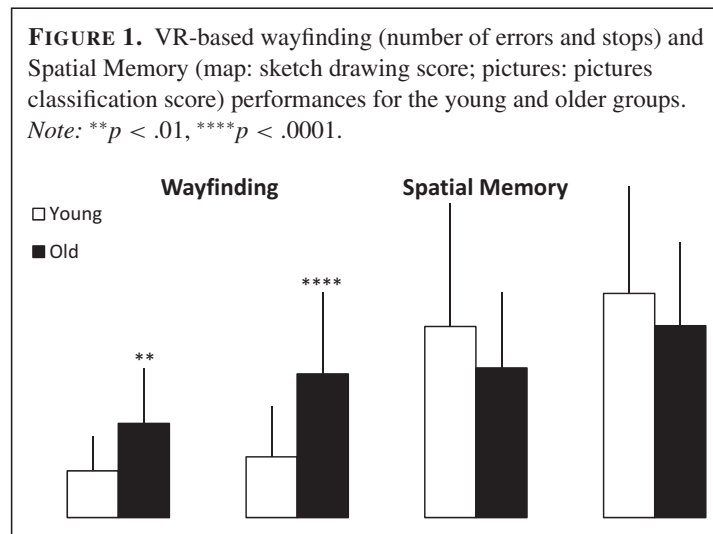 FIGURE 1. VR-based wayfinding (number of errors and stops) and
Spatial Memory (map: sketch drawing score; pictures: pictures
classification score) performances for the young and older groups.
Note: **p < .01, ****p < .0001.
Wayfinding Spatial Memory
Young
Old
****
**